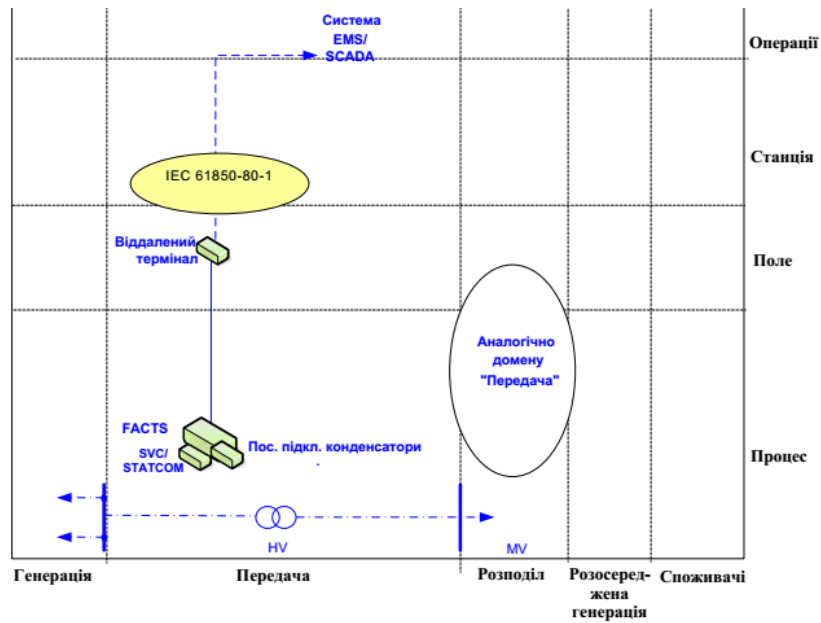 Система
EMS/
SCADA
Операції
Станція
IEC 61850-80-1
Віддалений
термінал
Поле
Аналогічно
домену
"Передача"
FACTS
SVC/
STATCOM
Пос. підкл. конденсатори
Процес
HV
MV
Генерація
Передача
Розподіл
Розосеред-
жена
генерація
Споживачі